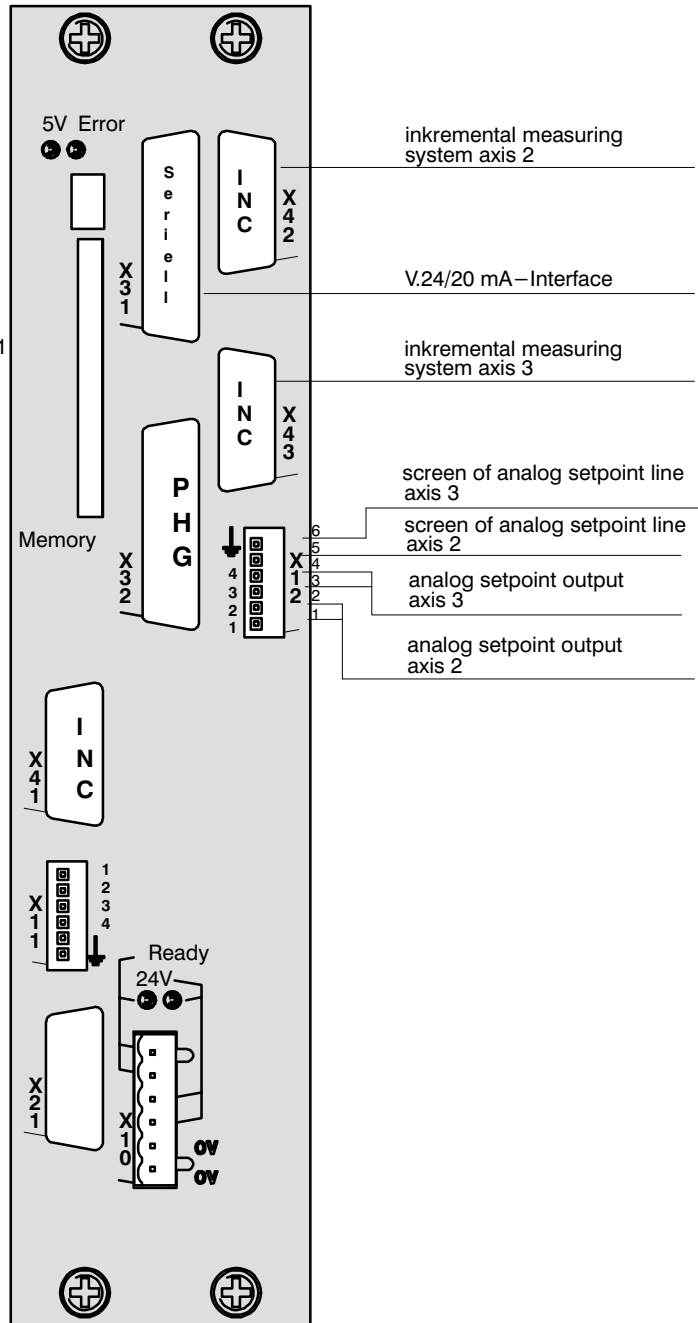 5V Error
Seriell
X31
INC
X42
inkremental measuring
system axis 2
V.24/20 mA–Interface
1
INC
X43
inkremental measuring
system axis 3
Memory
PHG
X32
4
3
2
1
X12
6
5
4
3
2
1
screen of analog setpoint line
axis 3
screen of analog setpoint line
axis 2
analog setpoint output
axis 3
analog setpoint output
axis 2
INC
X41
X11
1
2
3
4
Ready
24V
X21
X10
0V
0V